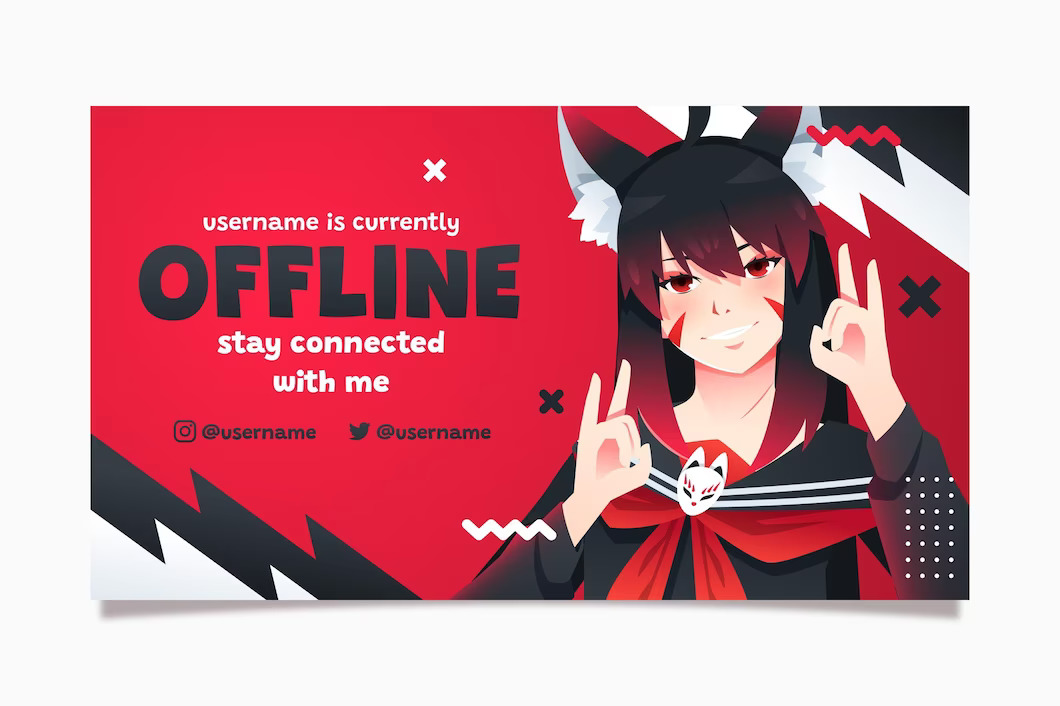 username is currently
OFFLINE
stay connected
with me
@username @username